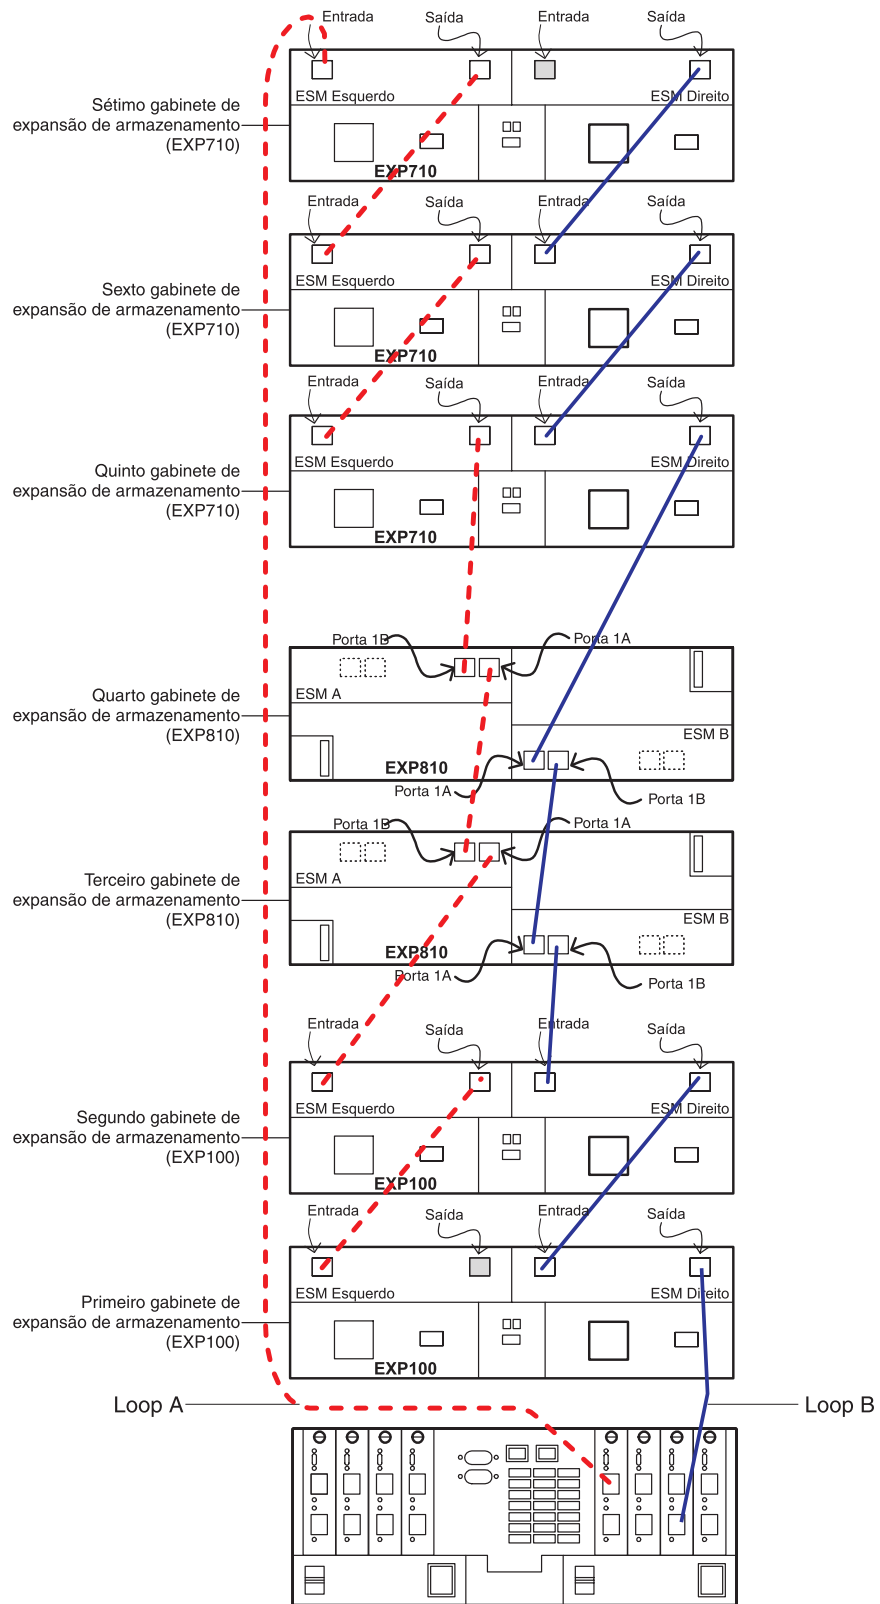 Entrada
Saída
Entrada
Saída
ESM Esquerdo
ESM Direito
Sétimo gabinete de
expansão de armazenamento
(EXP710)
EXP710
Entrada
Saída
Entrada
Saída
ESM Esquerdo
ESM Direito
Sexto gabinete de
expansão de armazenamento
(EXP710)
EXP710
Entrada
Saída
Entrada
Saída
ESM Esquerdo
ESM Direito
Quinto gabinete de
expansão de armazenamento
(EXP710)
EXP710
Porta 1B
Porta 1A
ESM A
Quarto gabinete de
expansão de armazenamento
(EXP810)
ESM B
EXP810
Porta 1A
Porta 1B
Porta 1B
Porta 1A
ESM A
Terceiro gabinete de
expansão de armazenamento
(EXP810)
ESM B
EXP810
Porta 1A
Porta 1B
Entrada
Saída
Entrada
Saída
ESM Esquerdo
ESM Direito
Segundo gabinete de
expansão de armazenamento
(EXP100)
EXP100
Entrada
Saída
Entrada
Saída
ESM Esquerdo
ESM Direito
Primeiro gabinete de
expansão de armazenamento
(EXP100)
EXP100
Loop A
Loop B